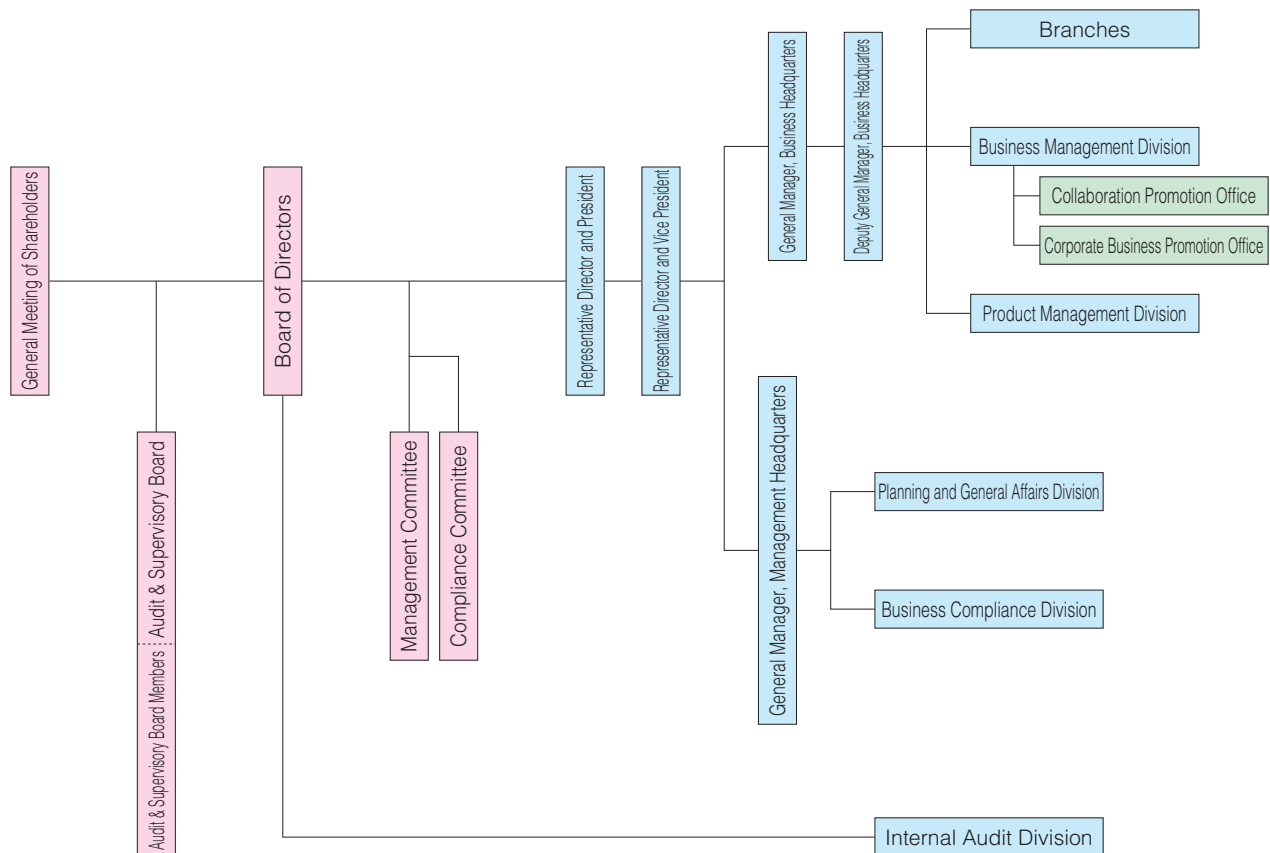 General Meeting of Shareholders
Audit & Supervisory Board
Audit & Supervisory Board Members
Board of Directors
Management Committee
Compliance Committee
Representative Director and President
Representative Director and Vice President
General Manager, Business Headquarters
Deputy General Manager, Business Headquarters
Branches
Business Management Division
Collaboration Promotion Office
Corporate Business Promotion Office
Product Management Division
General Manager, Management Headquarters
Planning and General Affairs Division
Business Compliance Division
Internal Audit Division